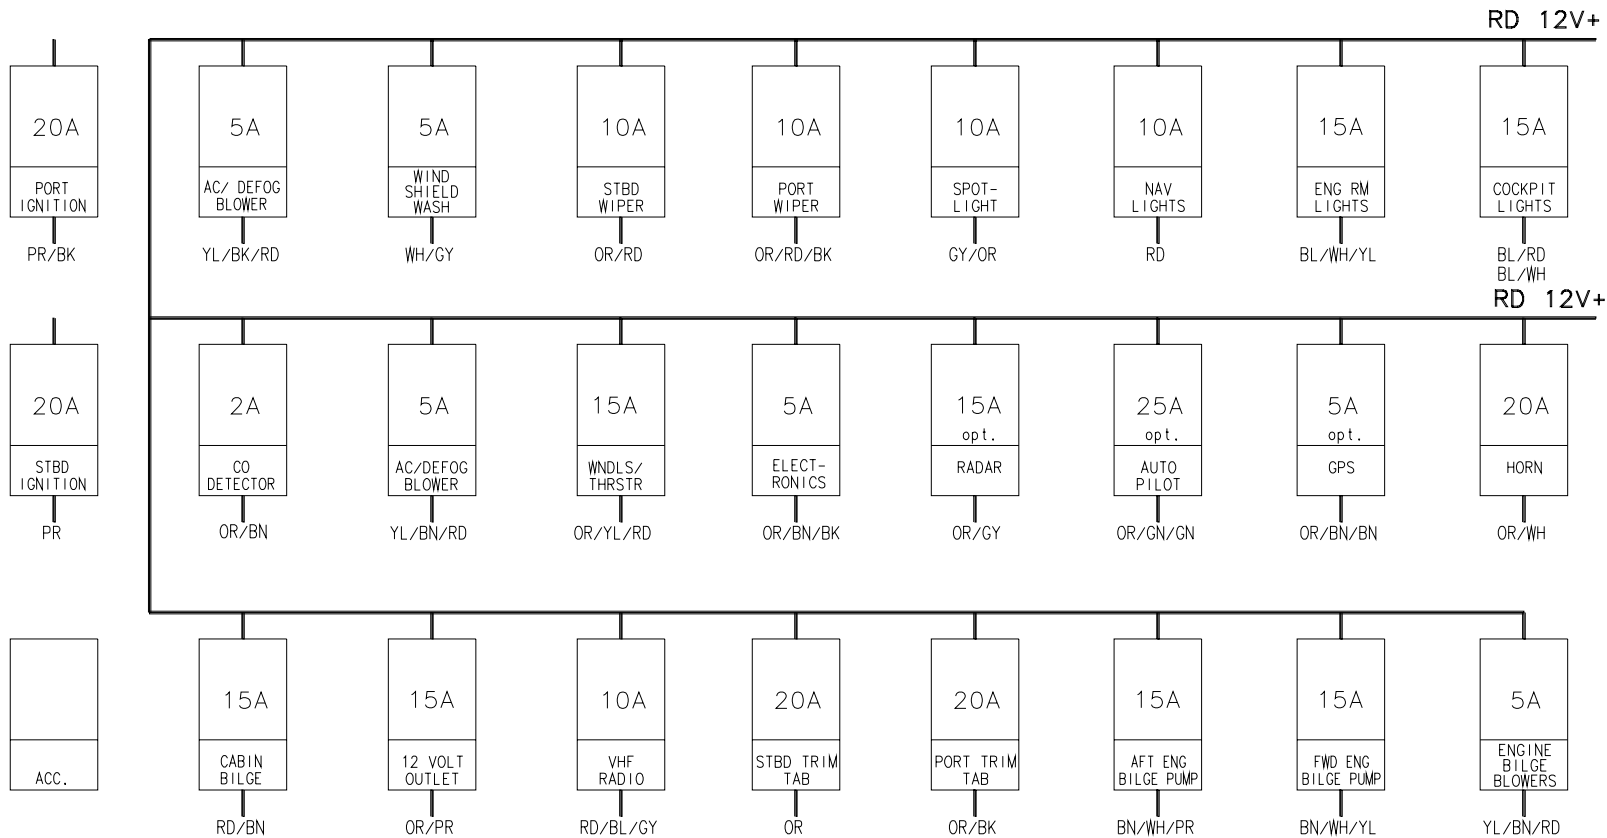 RD 12V+
20A
PORT
IGNITION
PR/BK
5A
AC/ DEFOG
BLOWER
YL/BK/RD
5A
WIND
SHIELD
WASH
WH/GY
10A
STBD
WIPER
OR/RD
10A
PORT
WIPER
OR/RD/BK
10A
SPOT-
LIGHT
GY/OR
10A
NAV
LIGHTS
RD
15A
ENG RM
LIGHTS
BL/WH/YL
15A
COCKPIT
LIGHTS
BL/RD
BL/WH
RD 12V+
20A
STBD
IGNITION
PR
2A
CO
DETECTOR
OR/BN
5A
AC/DEFOG
BLOWER
YL/BN/RD
15A
WNDLS/
THRSTR
OR/YL/RD
5A
ELECT-
RONICS
OR/BN/BK
15A
opt.
RADAR
OR/GY
25A
opt.
AUTO
PILOT
OR/GN/GN
5A
opt.
GPS
OR/BN/BN
20A
HORN
OR/WH
ACC.
15A
CABIN
BILGE
RD/BN
15A
12 VOLT
OUTLET
OR/PR
10A
VHF
RADIO
RD/BL/GY
20A
STBD TRIM
TAB
OR
20A
PORT TRIM
TAB
OR/BK
15A
AFT ENG
BILGE PUMP
BN/WH/PR
15A
FWD ENG
BILGE PUMP
BN/WH/YL
5A
ENGINE
BILGE
BLOWERS
YL/BN/RD